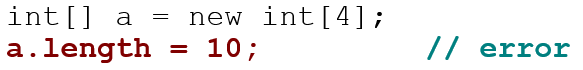 int[] a = new int[4];
a.length = 10;          // error